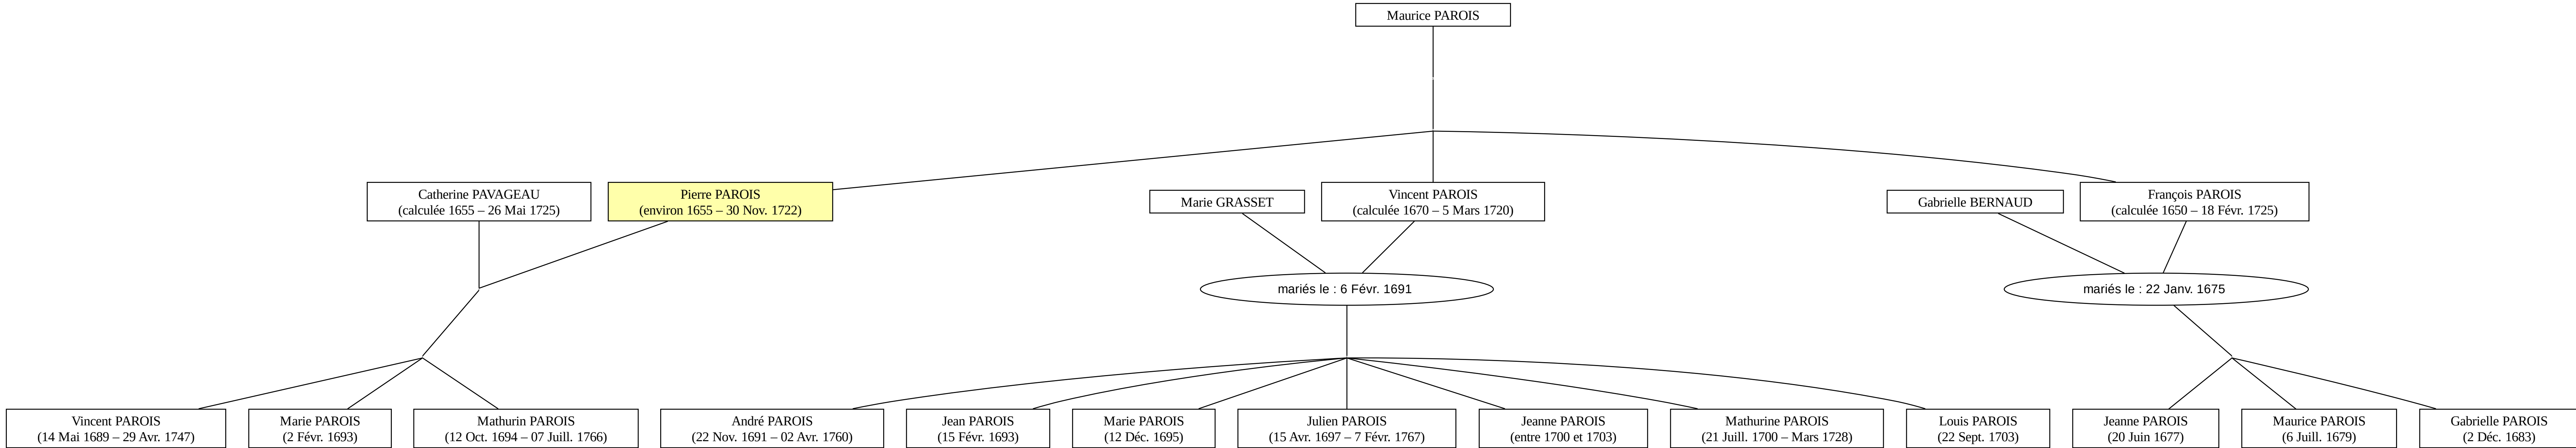 Maurice PAROIS
Catherine PAVAGEAU
(calculée 1655 – 26 Mai 1725)
Pierre PAROIS
(environ 1655 – 30 Nov. 1722)
Marie GRASSET
Vincent PAROIS
(calculée 1670 – 5 Mars 1720)
Gabrielle BERNAUD
François PAROIS
(calculée 1650 – 18 Févr. 1725)
mariés le : 6 Févr. 1691
mariés le : 22 Janv. 1675
Vincent PAROIS
(14 Mai 1689 – 29 Avr. 1747)
Marie PAROIS
(2 Févr. 1693)
Mathurin PAROIS
(12 Oct. 1694 – 07 Juill. 1766)
André PAROIS
(22 Nov. 1691 – 02 Avr. 1760)
Jean PAROIS
(15 Févr. 1693)
Marie PAROIS
(12 Déc. 1695)
Julien PAROIS
(15 Avr. 1697 – 7 Févr. 1767)
Jeanne PAROIS
(entre 1700 et 1703)
Mathurine PAROIS
(21 Juill. 1700 – Mars 1728)
Louis PAROIS
(22 Sept. 1703)
Jeanne PAROIS
(20 Juin 1677)
Maurice PAROIS
(6 Juill. 1679)
Gabrielle PAROIS
(2 Déc. 1683)